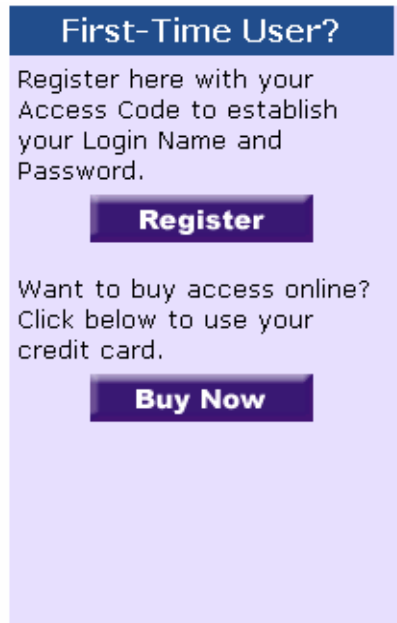 First-Time User?
Register here with your
Access Code to establish
your Login Name and
Password.
Register
Want to buy access online?
Click below to use your
credit card.
Buy Now